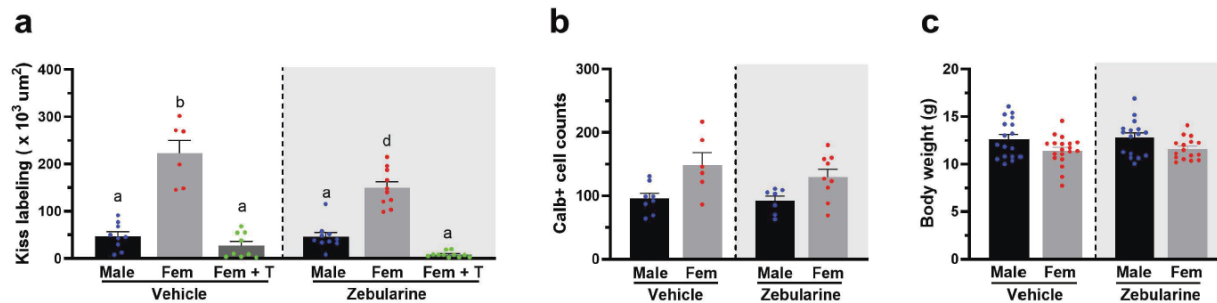 a
Kiss labeling ( x 10³ um²)
400
300
200
100
0
a
b
a
a
d
a
Male Fem Fem + T Male Fem Fem + T
Vehicle Zebularine
b
Calb+ cell counts
300
200
100
0
Male Fem Male Fem
Vehicle Zebularine
c
Body weight (g)
20
15
10
5
0
Male Fem Male Fem
Vehicle Zebularine